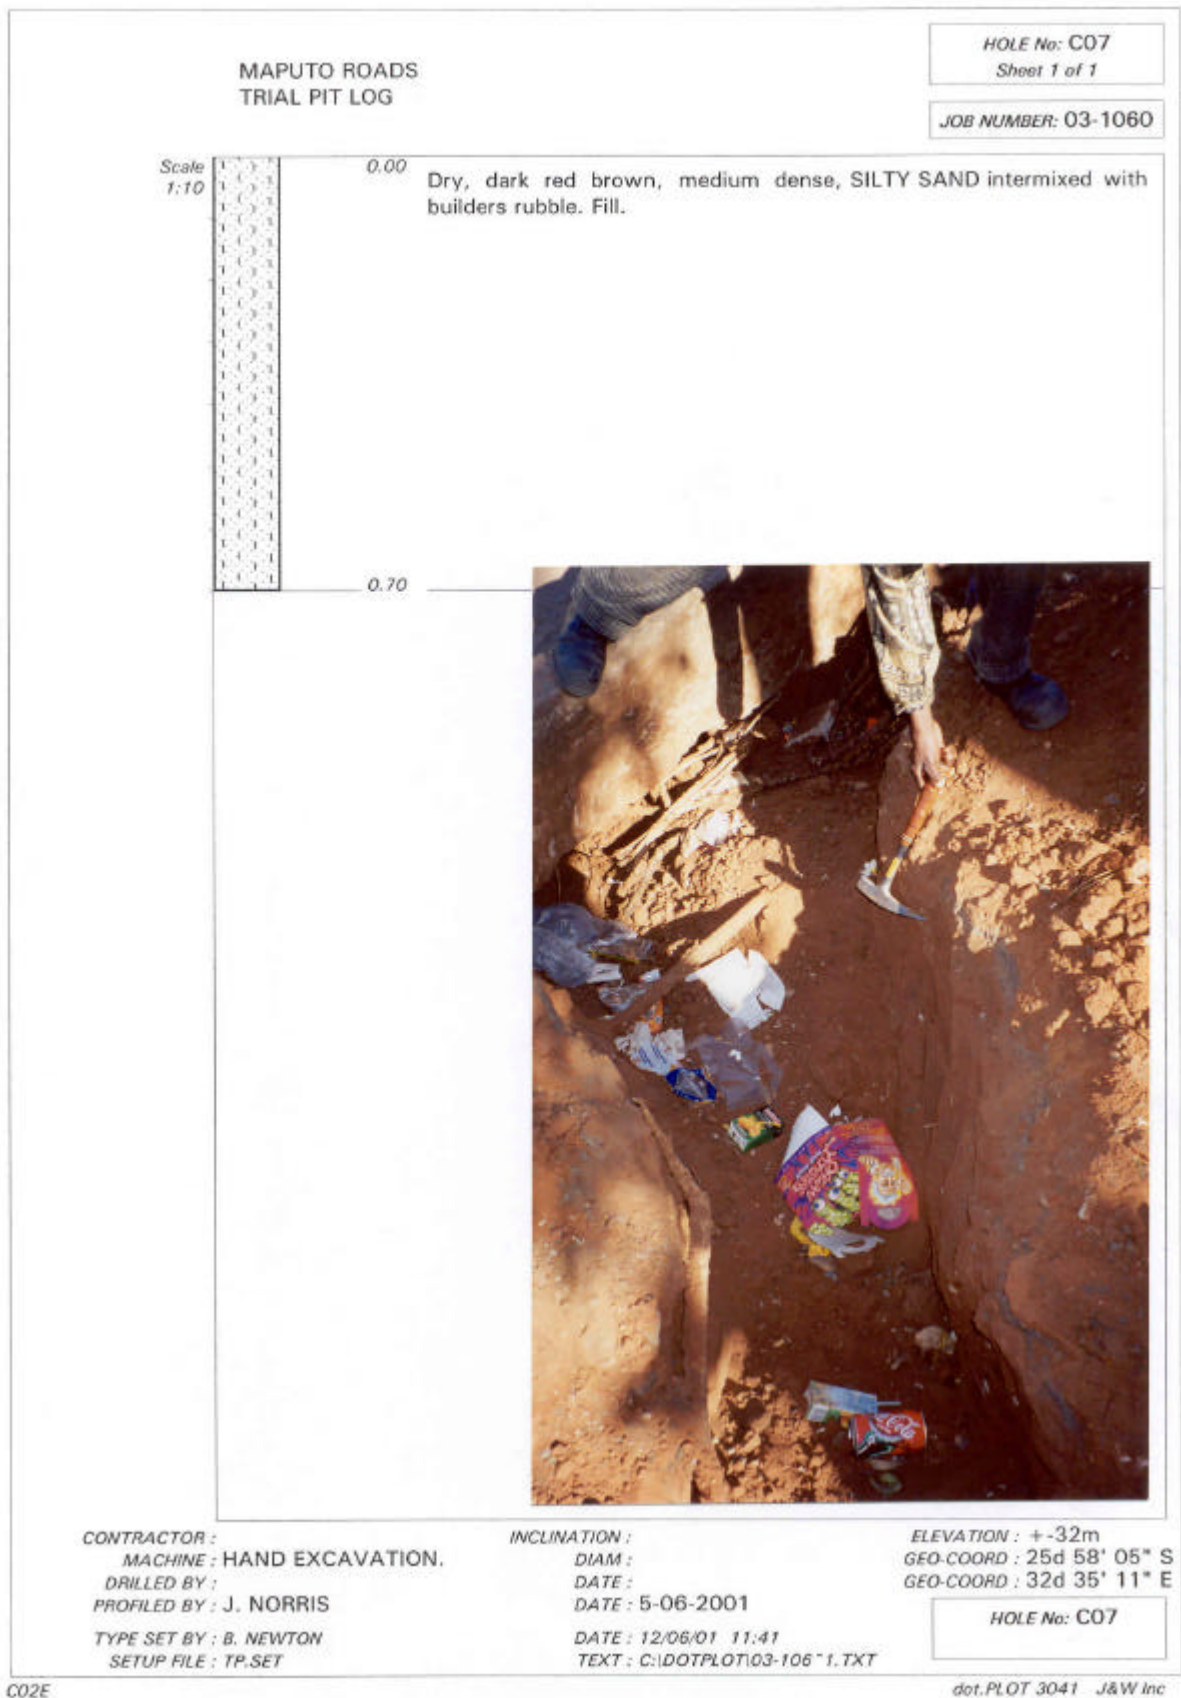 HOLE No: C07
Sheet 1 of 1
MAPUTO ROADS
TRIAL PIT LOG
JOB NUMBER: 03-1060
Scale
1:10
0.00
Dry, dark red brown, medium dense, SILTY SAND intermixed with
builders rubble. Fill.
0.70
CONTRACTOR :
MACHINE : HAND EXCAVATION.
DRILLED BY :
PROFILED BY : J. NORRIS
TYPE SET BY : B. NEWTON
SETUP FILE : TP.SET
INCLINATION :
DIAM :
DATE :
DATE : 5-06-2001
DATE : 12/06/01 11:41
TEXT : C:\DOTPLOT\03-106~1.TXT
ELEVATION : +-32m
GEO-COORD : 25d 58' 05" S
GEO-COORD : 32d 35' 11" E
HOLE No: C07
C02E
dot.PLOT 3041 J&W Inc